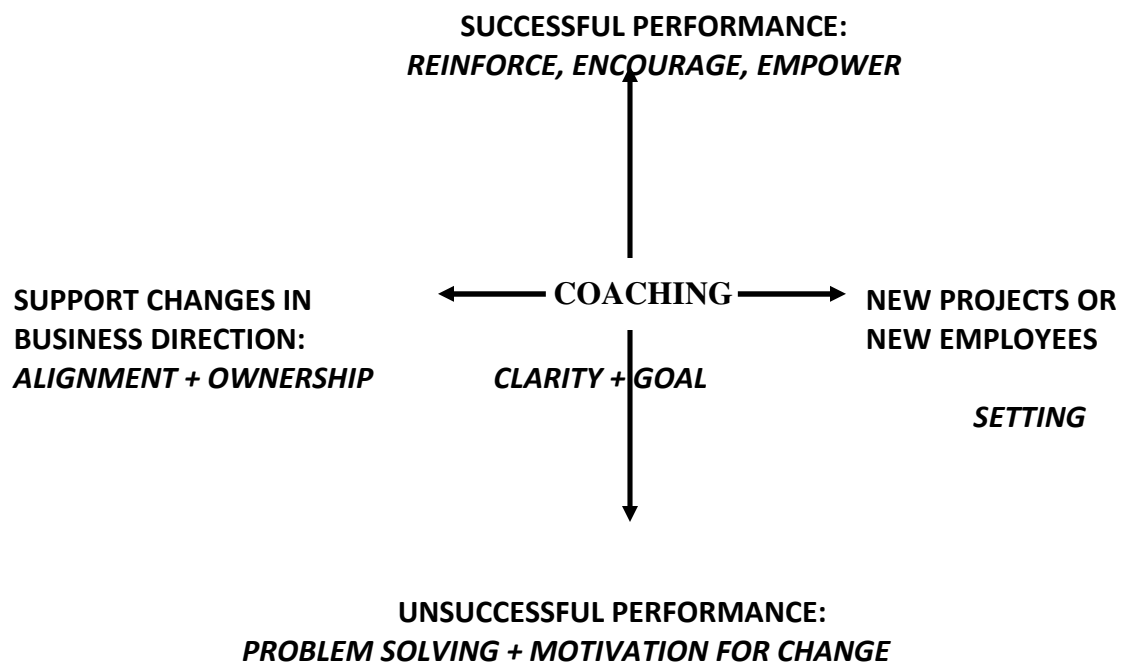 SUCCESSFUL PERFORMANCE:
REINFORCE, ENCOURAGE, EMPOWER
COACHING
SUPPORT CHANGES IN
BUSINESS DIRECTION:
ALIGNMENT + OWNERSHIP
NEW PROJECTS OR
NEW EMPLOYEES
CLARITY + GOAL
SETTING
UNSUCCESSFUL PERFORMANCE:
PROBLEM SOLVING + MOTIVATION FOR CHANGE